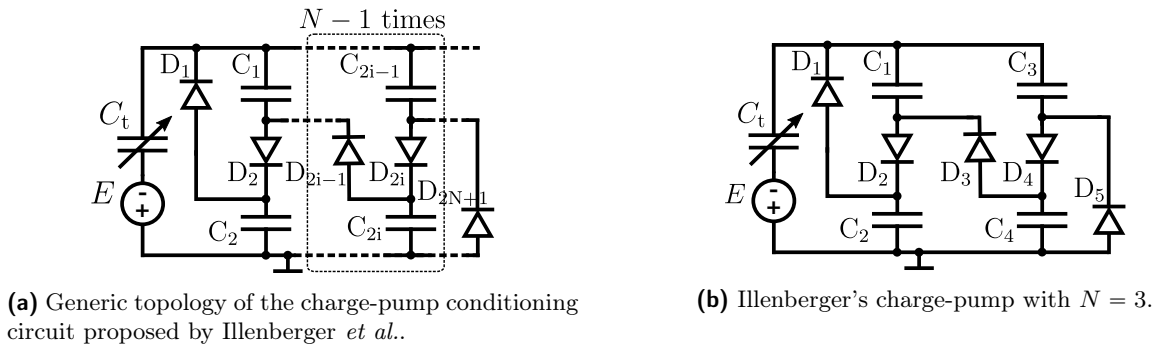 N − 1 times
D1
C1
C2i−1
Ct
D2
D2i−1
D2i
D2N+1
E
-
+
C2
C2i
(a) Generic topology of the charge-pump conditioning
circuit proposed by Illenberger et al..
D1
C1
C3
Ct
D2
D3
D4
D5
E
-
+
C2
C4
(b) Illenberger's charge-pump with N = 3.